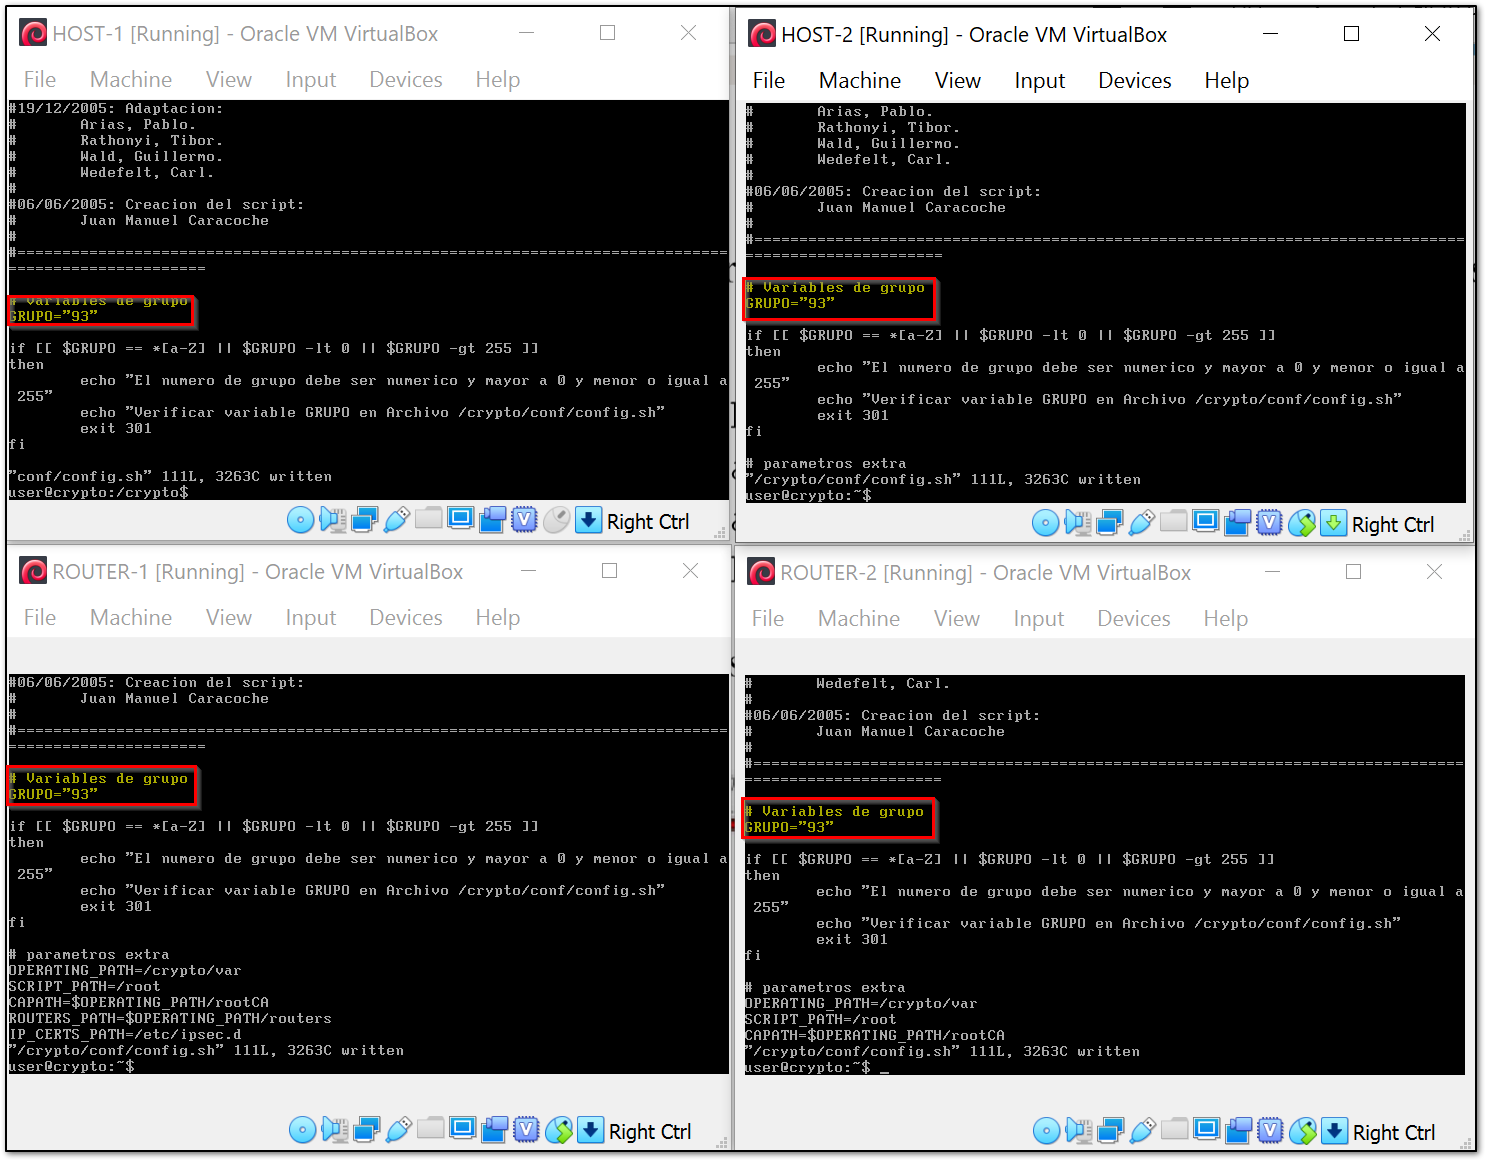 HOST-1 [Running] - Oracle VM VirtualBox
File Machine View Input Devices Help
#19/12/2005: Adaptacion:
# Arias, Pablo.
# Rathonyi, Tibor.
# Wald, Guillermo.
# Wedefelt, Carl.
#
#06/06/2005: Creacion del script:
# Juan Manuel Caracoche
#
#===============================================================================
======================
# Variables de grupo
GRUPO="93"
if [[ $GRUPO == *[a-Z] || $GRUPO -lt 0 || $GRUPO -gt 255 ]]
then
echo "El numero de grupo debe ser numerico y mayor a 0 y menor o igual a
255"
echo "Verificar variable GRUPO en Archivo /crypto/conf/config.sh"
exit 301
fi
"conf/config.sh" 111L, 3263C written
user@crypto:/crypto$
Right Ctrl
HOST-2 [Running] - Oracle VM VirtualBox
File Machine View Input Devices Help
# Arias, Pablo.
# Rathonyi, Tibor.
# Wald, Guillermo.
# Wedefelt, Carl.
#
#06/06/2005: Creacion del script:
# Juan Manuel Caracoche
#
#===============================================================================
======================
# Variables de grupo
GRUPO="93"
if [[ $GRUPO == *[a-Z] || $GRUPO -lt 0 || $GRUPO -gt 255 ]]
then
echo "El numero de grupo debe ser numerico y mayor a 0 y menor o igual a
255"
echo "Verificar variable GRUPO en Archivo /crypto/conf/config.sh"
exit 301
fi
# parametros extra
"/crypto/conf/config.sh" 111L, 3263C written
user@crypto:~$
Right Ctrl
ROUTER-1 [Running] - Oracle VM VirtualBox
File Machine View Input Devices Help
#06/06/2005: Creacion del script:
# Juan Manuel Caracoche
#
#===============================================================================
======================
# Variables de grupo
GRUPO="93"
if [[ $GRUPO == *[a-Z] || $GRUPO -lt 0 || $GRUPO -gt 255 ]]
then
echo "El numero de grupo debe ser numerico y mayor a 0 y menor o igual a
255"
echo "Verificar variable GRUPO en Archivo /crypto/conf/config.sh"
exit 301
fi
# parametros extra
OPERATING_PATH=/crypto/var
SCRIPT_PATH=/root
CAPATH=$OPERATING_PATH/rootCA
ROUTERS_PATH=$OPERATING_PATH/routers
IP_CERTS_PATH=/etc/ipsec.d
"/crypto/conf/config.sh" 111L, 3263C written
user@crypto:~$
Right Ctrl
ROUTER-2 [Running] - Oracle VM VirtualBox
File Machine View Input Devices Help
# Wedefelt, Carl.
#
#06/06/2005: Creacion del script:
# Juan Manuel Caracoche
#
#===============================================================================
======================
# Variables de grupo
GRUPO="93"
if [[ $GRUPO == *[a-Z] || $GRUPO -lt 0 || $GRUPO -gt 255 ]]
then
echo "El numero de grupo debe ser numerico y mayor a 0 y menor o igual a
255"
echo "Verificar variable GRUPO en Archivo /crypto/conf/config.sh"
exit 301
fi
# parametros extra
OPERATING_PATH=/crypto/var
SCRIPT_PATH=/root
CAPATH=$OPERATING_PATH/rootCA
"/crypto/conf/config.sh" 111L, 3263C written
user@crypto:~$ _
Right Ctrl